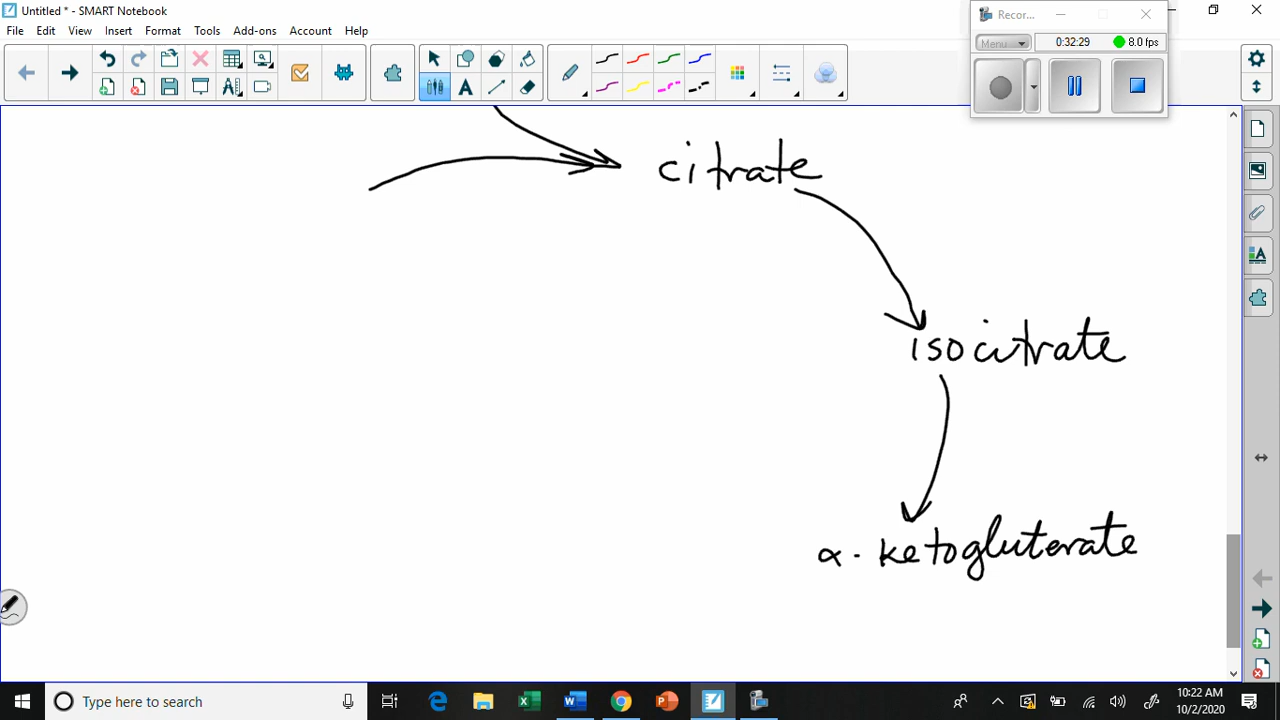 Untitled * - SMART Notebook
Recor...
File Edit View Insert Format Tools Add-ons Account Help
Menu
0:32:29
8.0 fps
citrate
isocitrate
α-ketogluterate
Type here to search
10:22 AM
10/2/2020